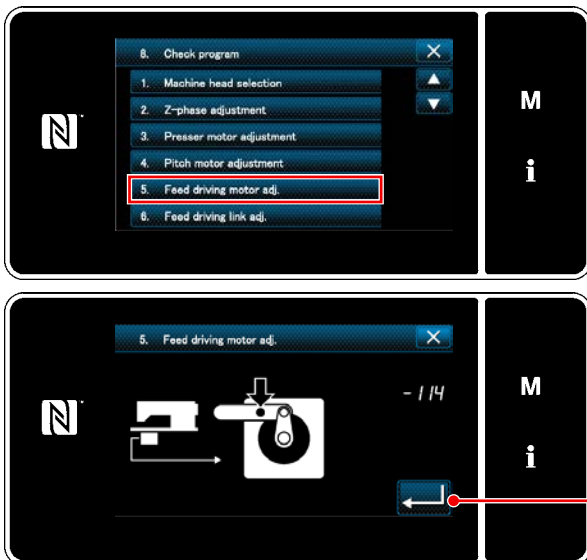 8. Check program
1. Machine head selection
2. Z-phase adjustment
3. Presser motor adjustment
4. Pitch motor adjustment
5. Feed driving motor adj.
6. Feed driving link adj.
M
i
5. Feed driving motor adj.
-114
M
i